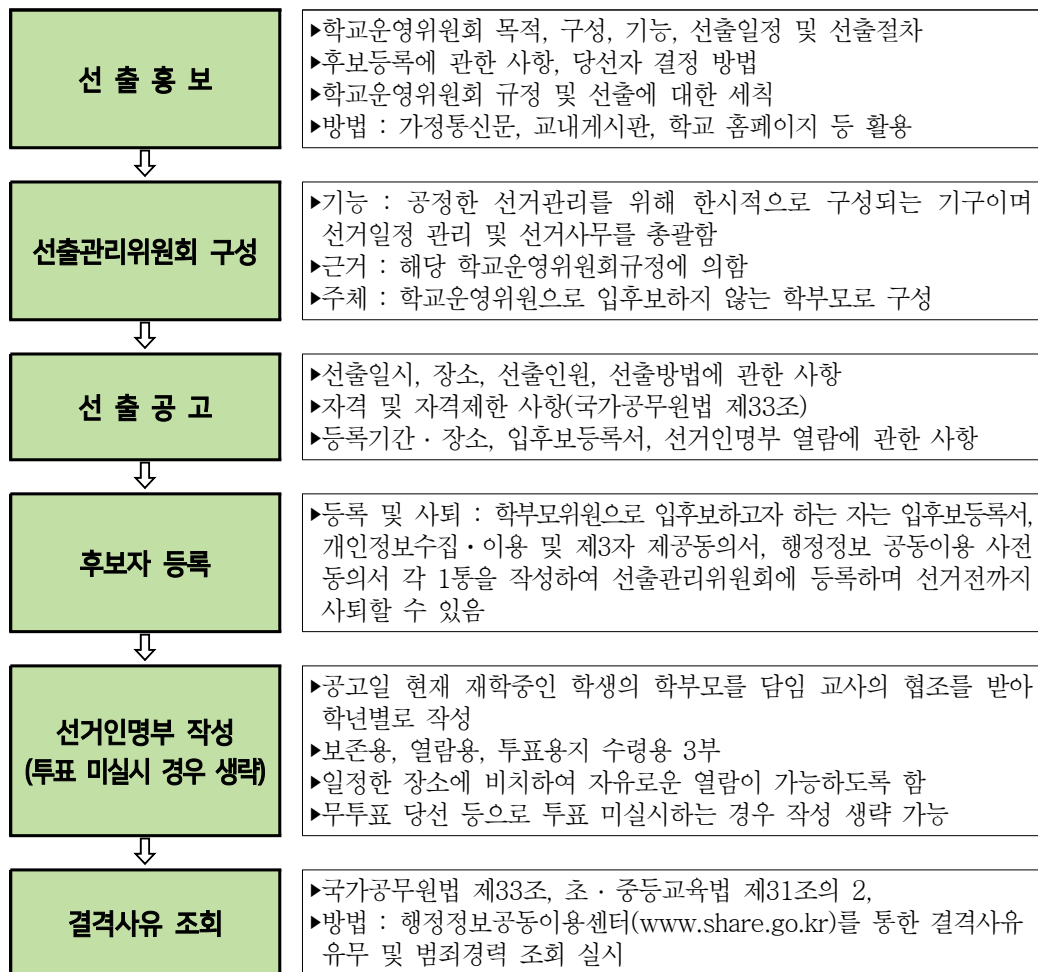 선 출 홍 보
▶학교운영위원회 목적, 구성, 기능, 선출일정 및 선출절차
▶후보등록에 관한 사항, 당선자 결정 방법
▶학교운영위원회 규정 및 선출에 대한 세칙
▶방법 : 가정통신문, 교내게시판, 학교 홈페이지 등 활용
선출관리위원회 구성
▶기능 : 공정한 선거관리를 위해 한시적으로 구성되는 기구이며
선거일정 관리 및 선거사무를 총괄함
▶근거 : 해당 학교운영위원회규정에 의함
▶주체 : 학교운영위원으로 입후보하지 않는 학부모로 구성
선 출 공 고
▶선출일시, 장소, 선출인원, 선출방법에 관한 사항
▶자격 및 자격제한 사항(국가공무원법 제33조)
▶등록기간 · 장소, 입후보등록서, 선거인명부 열람에 관한 사항
후보자 등록
▶등록 및 사퇴 : 학부모위원으로 입후보하고자 하는 자는 입후보등록서,
개인정보수집·이용 및 제3자 제공동의서, 행정정보 공동이용 사전
동의서 각 1통을 작성하여 선출관리위원회에 등록하며 선거전까지
사퇴할 수 있음
선거인명부 작성
(투표 미실시 경우 생략)
▶공고일 현재 재학중인 학생의 학부모를 담임 교사의 협조를 받아
학년별로 작성
▶보존용, 열람용, 투표용지 수령용 3부
▶일정한 장소에 비치하여 자유로운 열람이 가능하도록 함
▶무투표 당선 등으로 투표 미실시하는 경우 작성 생략 가능
결격사유 조회
▶국가공무원법 제33조, 초 · 중등교육법 제31조의 2,
▶방법 : 행정정보공동이용센터(www.share.go.kr)를 통한 결격사유
유무 및 범죄경력 조회 실시